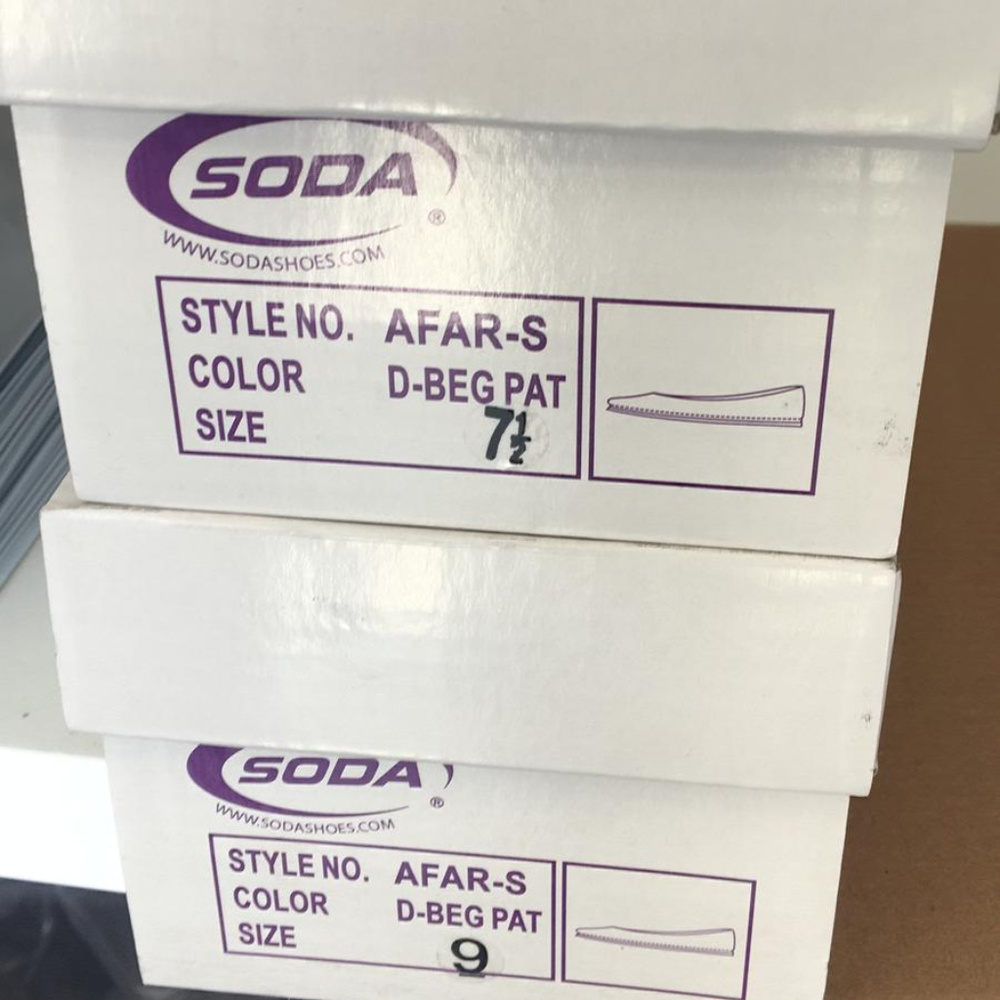 SODA
®
WWW.SODASHOES.COM
STYLE NO. AFAR-S
COLOR D-BEG PAT
SIZE 7½
SODA
®
WWW.SODASHOES.COM
STYLE NO. AFAR-S
COLOR D-BEG PAT
SIZE 9